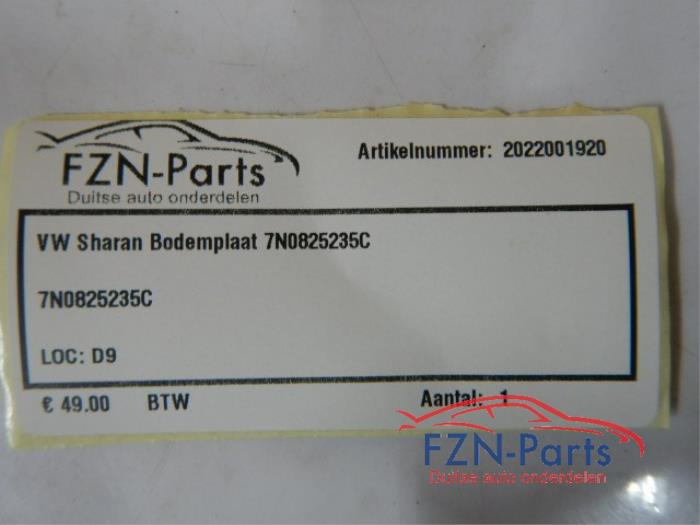 FZN-Parts
Duitse auto onderdelen
Artikelnummer: 2022001920
VW Sharan Bodemplaat 7N0825235C
7N0825235C
LOC: D9
€ 49.00 BTW
Aantal: 1
FZN-Parts
Duitse auto onderdelen